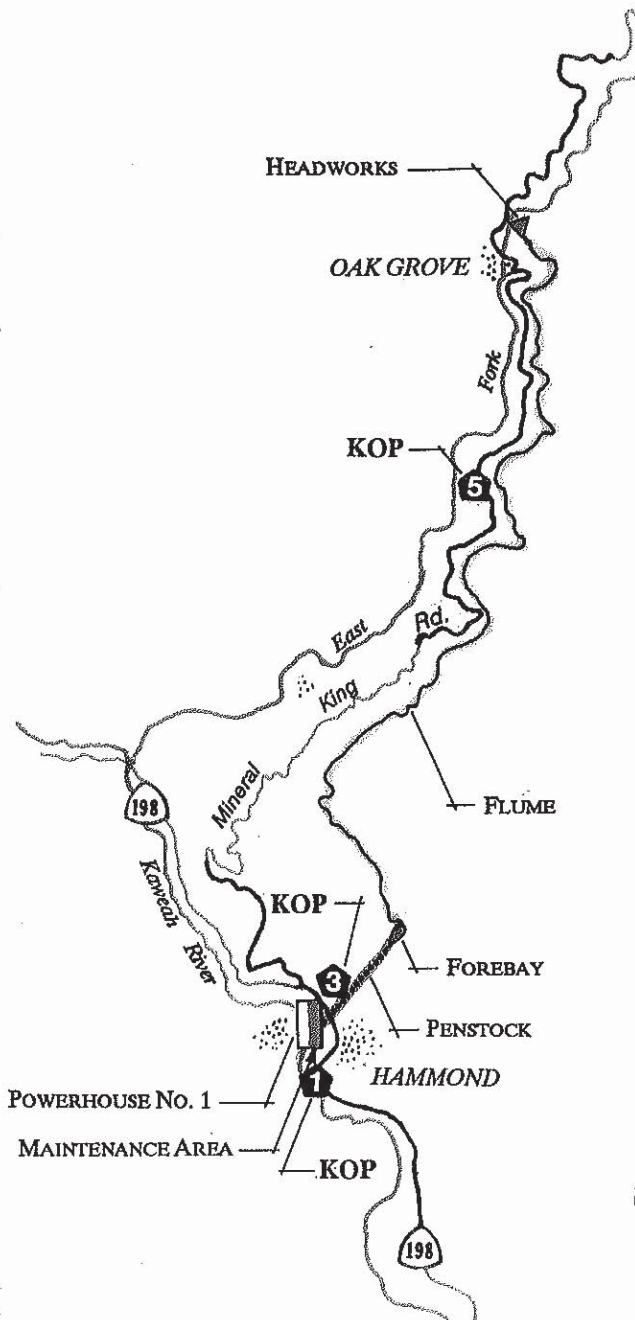 HEADWORKS
OAK GROVE
Fork
KOP
5
East
Rd.
King
Mineral
FLUME
198
Kaweah
River
KOP
3
FOREBAY
PENSTOCK
1
HAMMOND
POWERHOUSE NO. 1
MAINTENANCE AREA
KOP
198